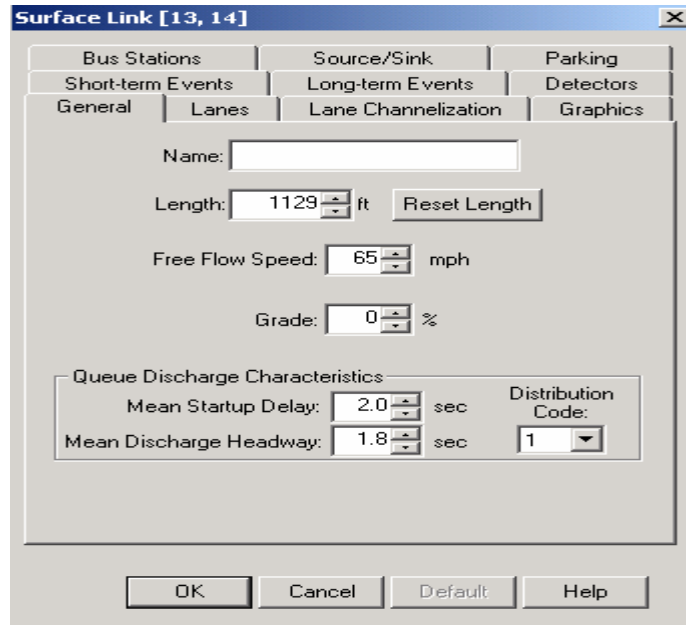 Surface Link [13, 14]
Bus Stations Source/Sink Parking
Short-term Events Long-term Events Detectors
General Lanes Lane Channelization Graphics
Name:
Length: 1129 ft Reset Length
Free Flow Speed: 65 mph
Grade: 0 %
Queue Discharge Characteristics
Mean Startup Delay: 2.0 sec
Distribution
Code:
Mean Discharge Headway: 1.8 sec 1
OK Cancel Default Help